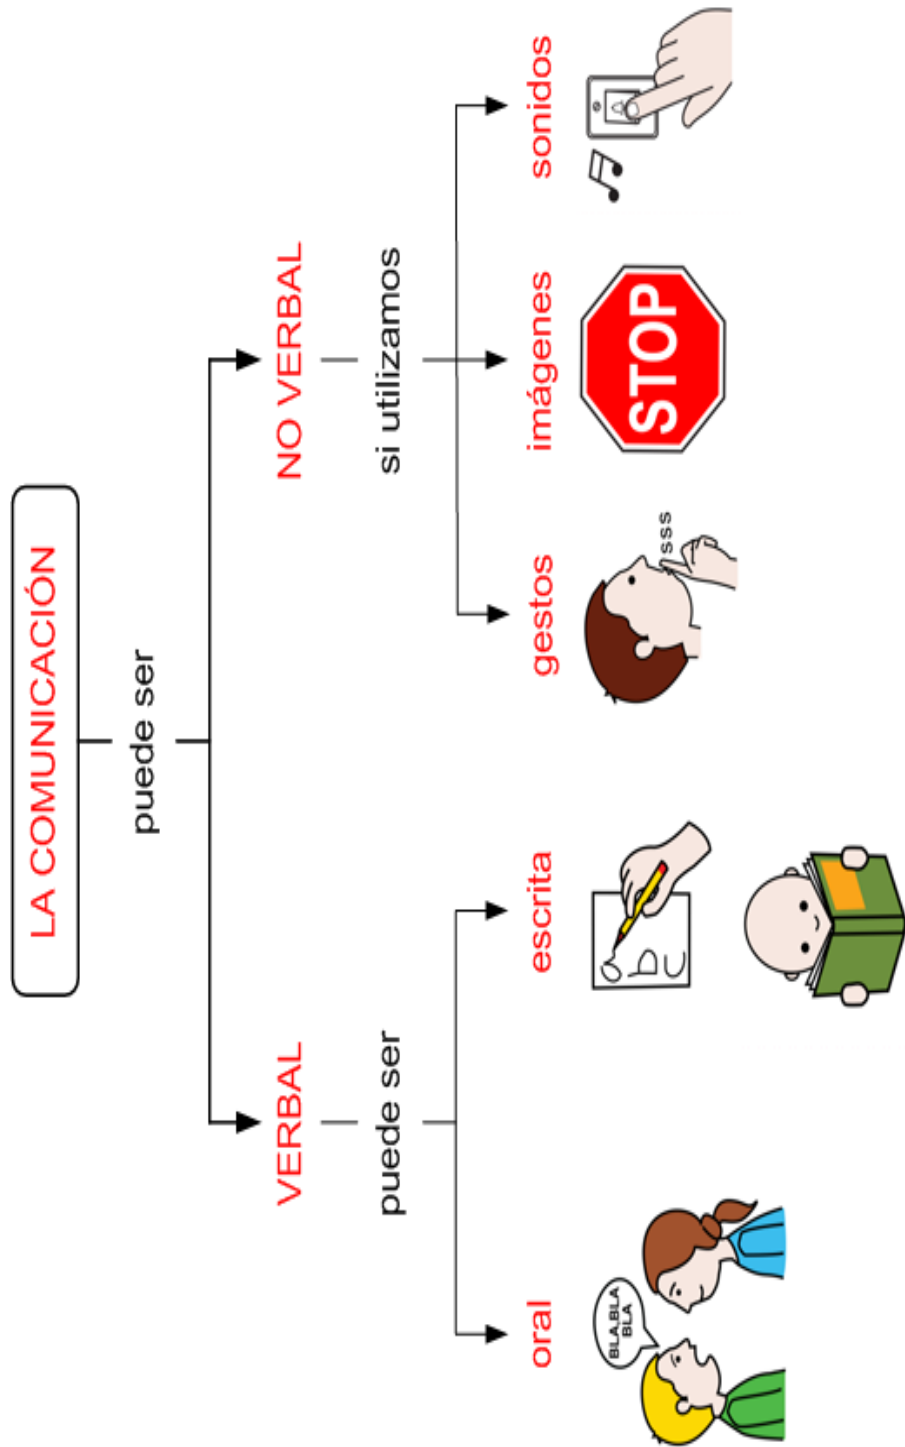 LA COMUNICACIÓN
puede ser
VERBAL
NO VERBAL
puede ser
si utilizamos
oral
escrita
gestos
imágenes
sonidos
BLA,BLA
BLA
a
b
c
sss
STOP